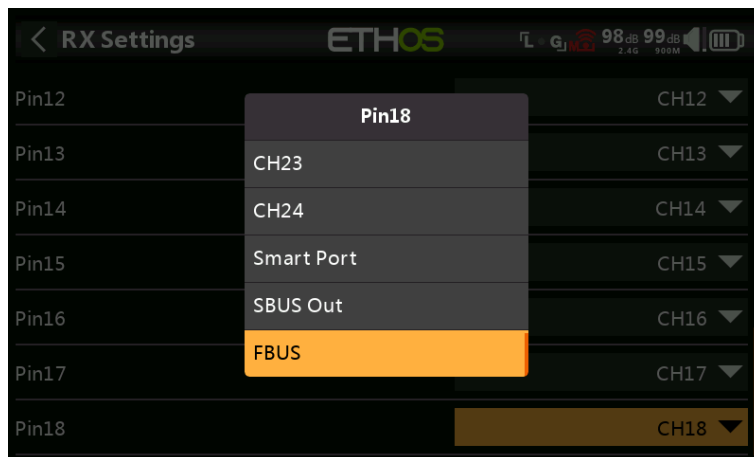 RX Settings
ETHOS
98dB 2.4G
99dB 900M
Pin12
CH12
Pin13
CH13
Pin14
CH14
Pin15
CH15
Pin16
CH16
Pin17
CH17
Pin18
CH18
Pin18
CH23
CH24
Smart Port
SBUS Out
FBUS